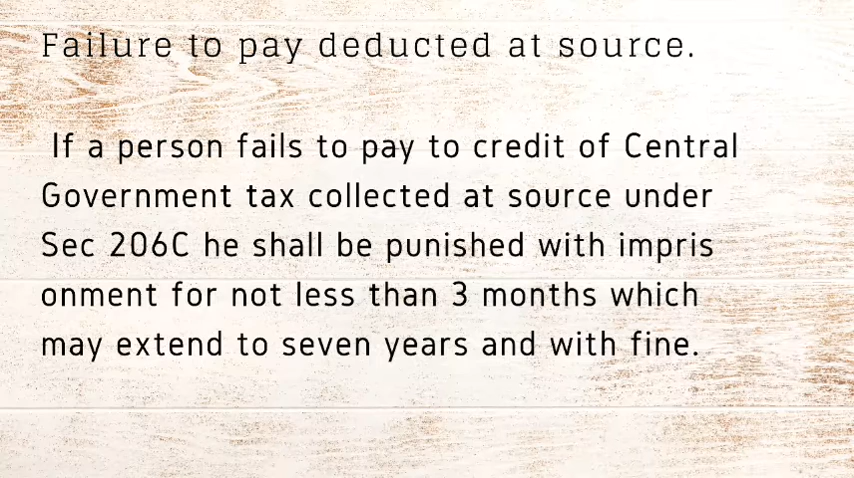 Failure to pay deducted at source.
If a person fails to pay to credit of Central
Government tax collected at source under
Sec 206C he shall be punished with impris
onment for not less than 3 months which
may extend to seven years and with fine.